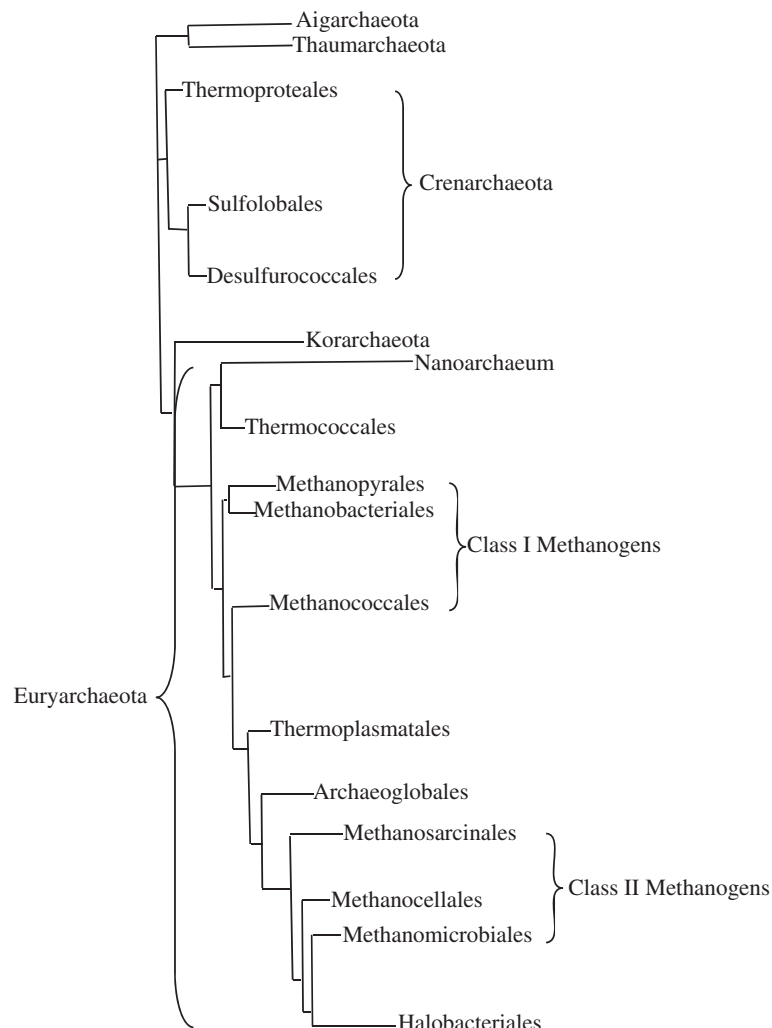 Aigarchaeota
Thaumarchaeota
Thermoproteales
Crenarchaeota
Sulfolobales
Desulfurococcales
Korarchaeota
Nanoarchaeum
Thermococcales
Methanopyrales
Methanobacteriales
Class I Methanogens
Methanococcales
Euryarchaeota
Thermoplasmatales
Archaeoglobales
Methanosarcinales
Class II Methanogens
Methanocellales
Methanomicrobiales
Halobacteriales